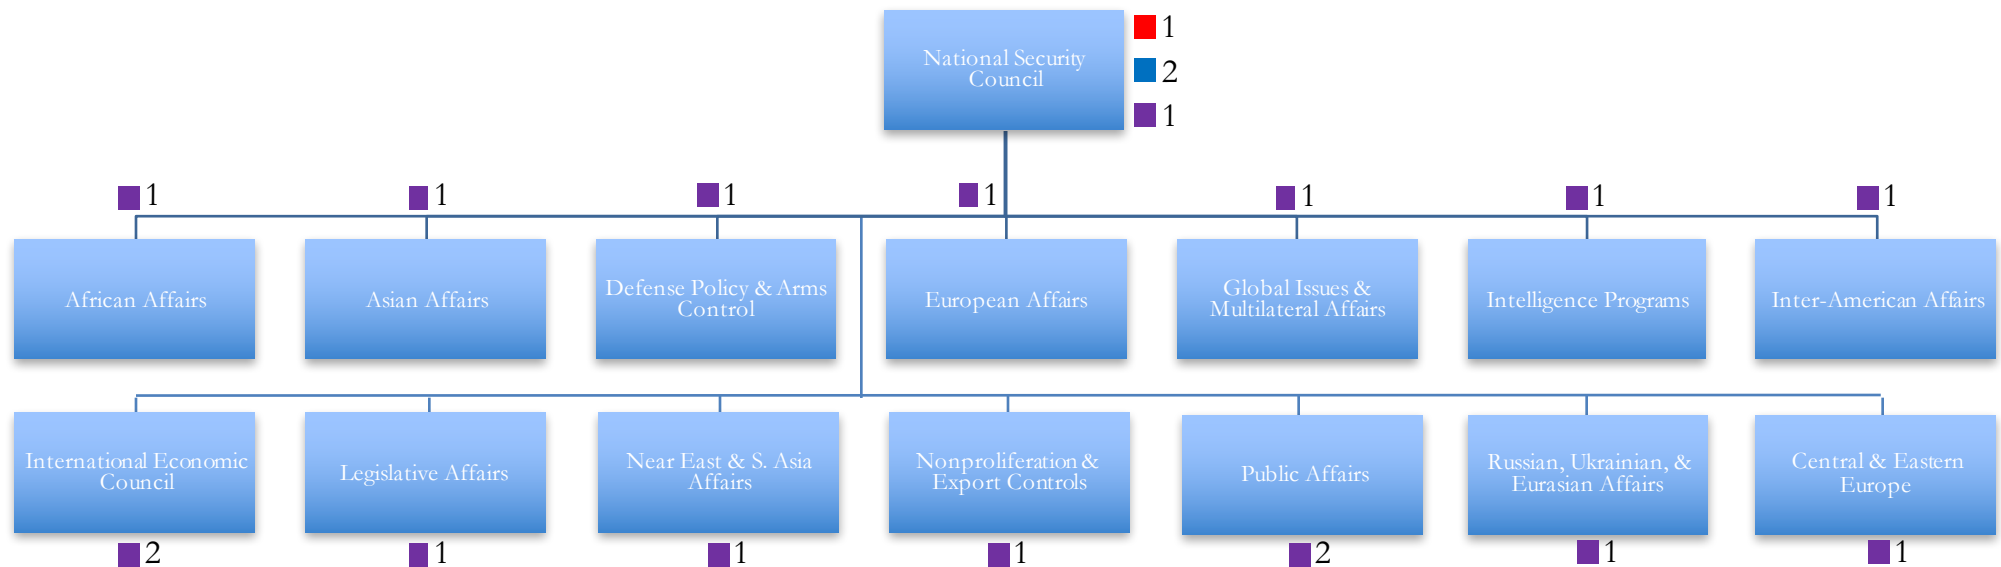 National Security
Council
1
2
1
1
1
1
1
1
1
1
African Affairs
Asian Affairs
Defense Policy & Arms
Control
European Affairs
Global Issues &
Multilateral Affairs
Intelligence Programs
Inter-American Affairs
International Economic
Council
Legislative Affairs
Near East & S. Asia
Affairs
Nonproliferation &
Export Controls
Public Affairs
Russian, Ukrainian, &
Eurasian Affairs
Central & Eastern
Europe
2
1
1
1
2
1
1